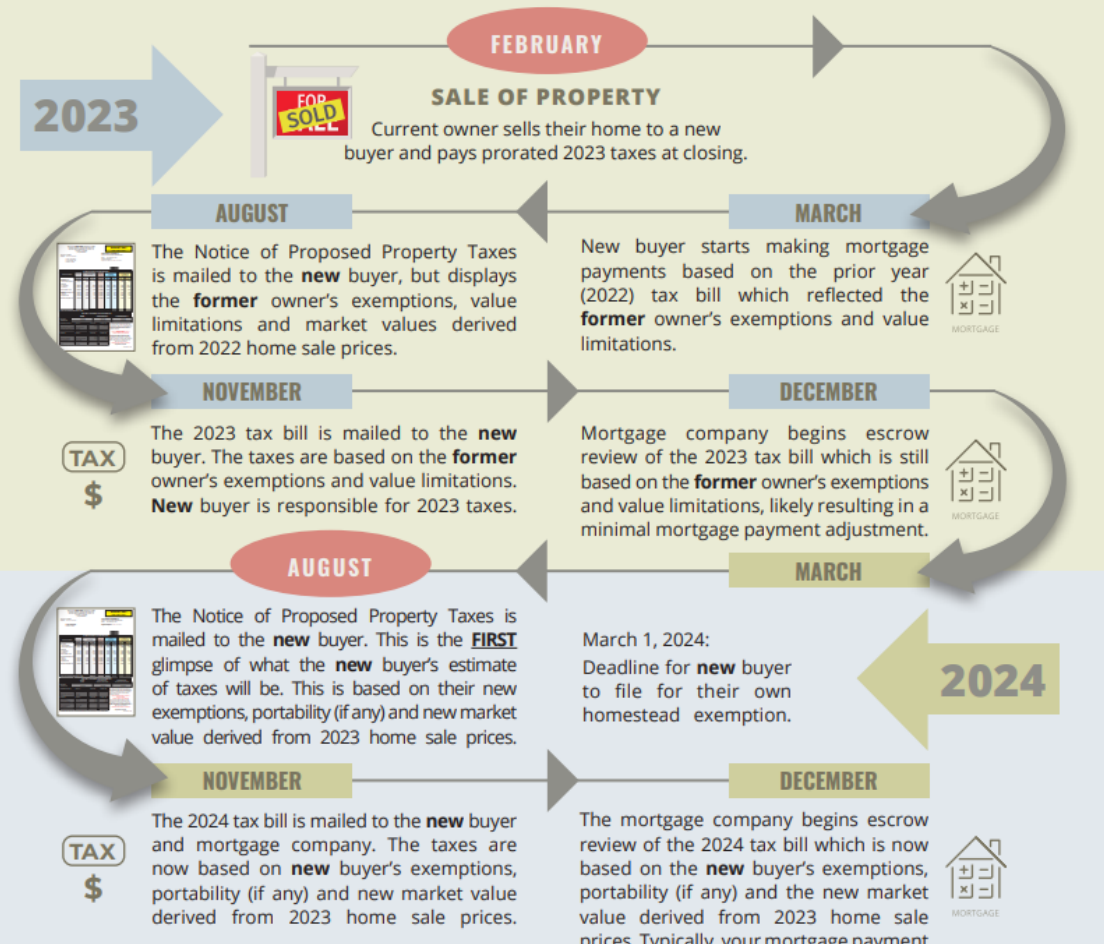 2023
FEBRUARY
FOR
SOLD
SALE OF PROPERTY
Current owner sells their home to a new
buyer and pays prorated 2023 taxes at closing.
MARCH
New buyer starts making mortgage
payments based on the prior year
(2022) tax bill which reflected the
former owner's exemptions and value
limitations.
MORTGAGE
AUGUST
The Notice of Proposed Property Taxes
is mailed to the new buyer, but displays
the former owner's exemptions, value
limitations and market values derived
from 2022 home sale prices.
NOVEMBER
The 2023 tax bill is mailed to the new
buyer. The taxes are based on the former
owner's exemptions and value limitations.
New buyer is responsible for 2023 taxes.
TAX
$
DECEMBER
Mortgage company begins escrow
review of the 2023 tax bill which is still
based on the former owner's exemptions
and value limitations, likely resulting in a
minimal mortgage payment adjustment.
MORTGAGE
2024
MARCH
March 1, 2024:
Deadline for new buyer
to file for their own
homestead exemption.
AUGUST
The Notice of Proposed Property Taxes is
mailed to the new buyer. This is the FIRST
glimpse of what the new buyer's estimate
of taxes will be. This is based on their new
exemptions, portability (if any) and new market
value derived from 2023 home sale prices.
NOVEMBER
The 2024 tax bill is mailed to the new buyer
and mortgage company. The taxes are
now based on new buyer's exemptions,
portability (if any) and new market value
derived from 2023 home sale prices.
TAX
$
DECEMBER
The mortgage company begins escrow
review of the 2024 tax bill which is now
based on the new buyer's exemptions,
portability (if any) and the new market
value derived from 2023 home sale
prices. Typically, your mortgage payment
MORTGAGE